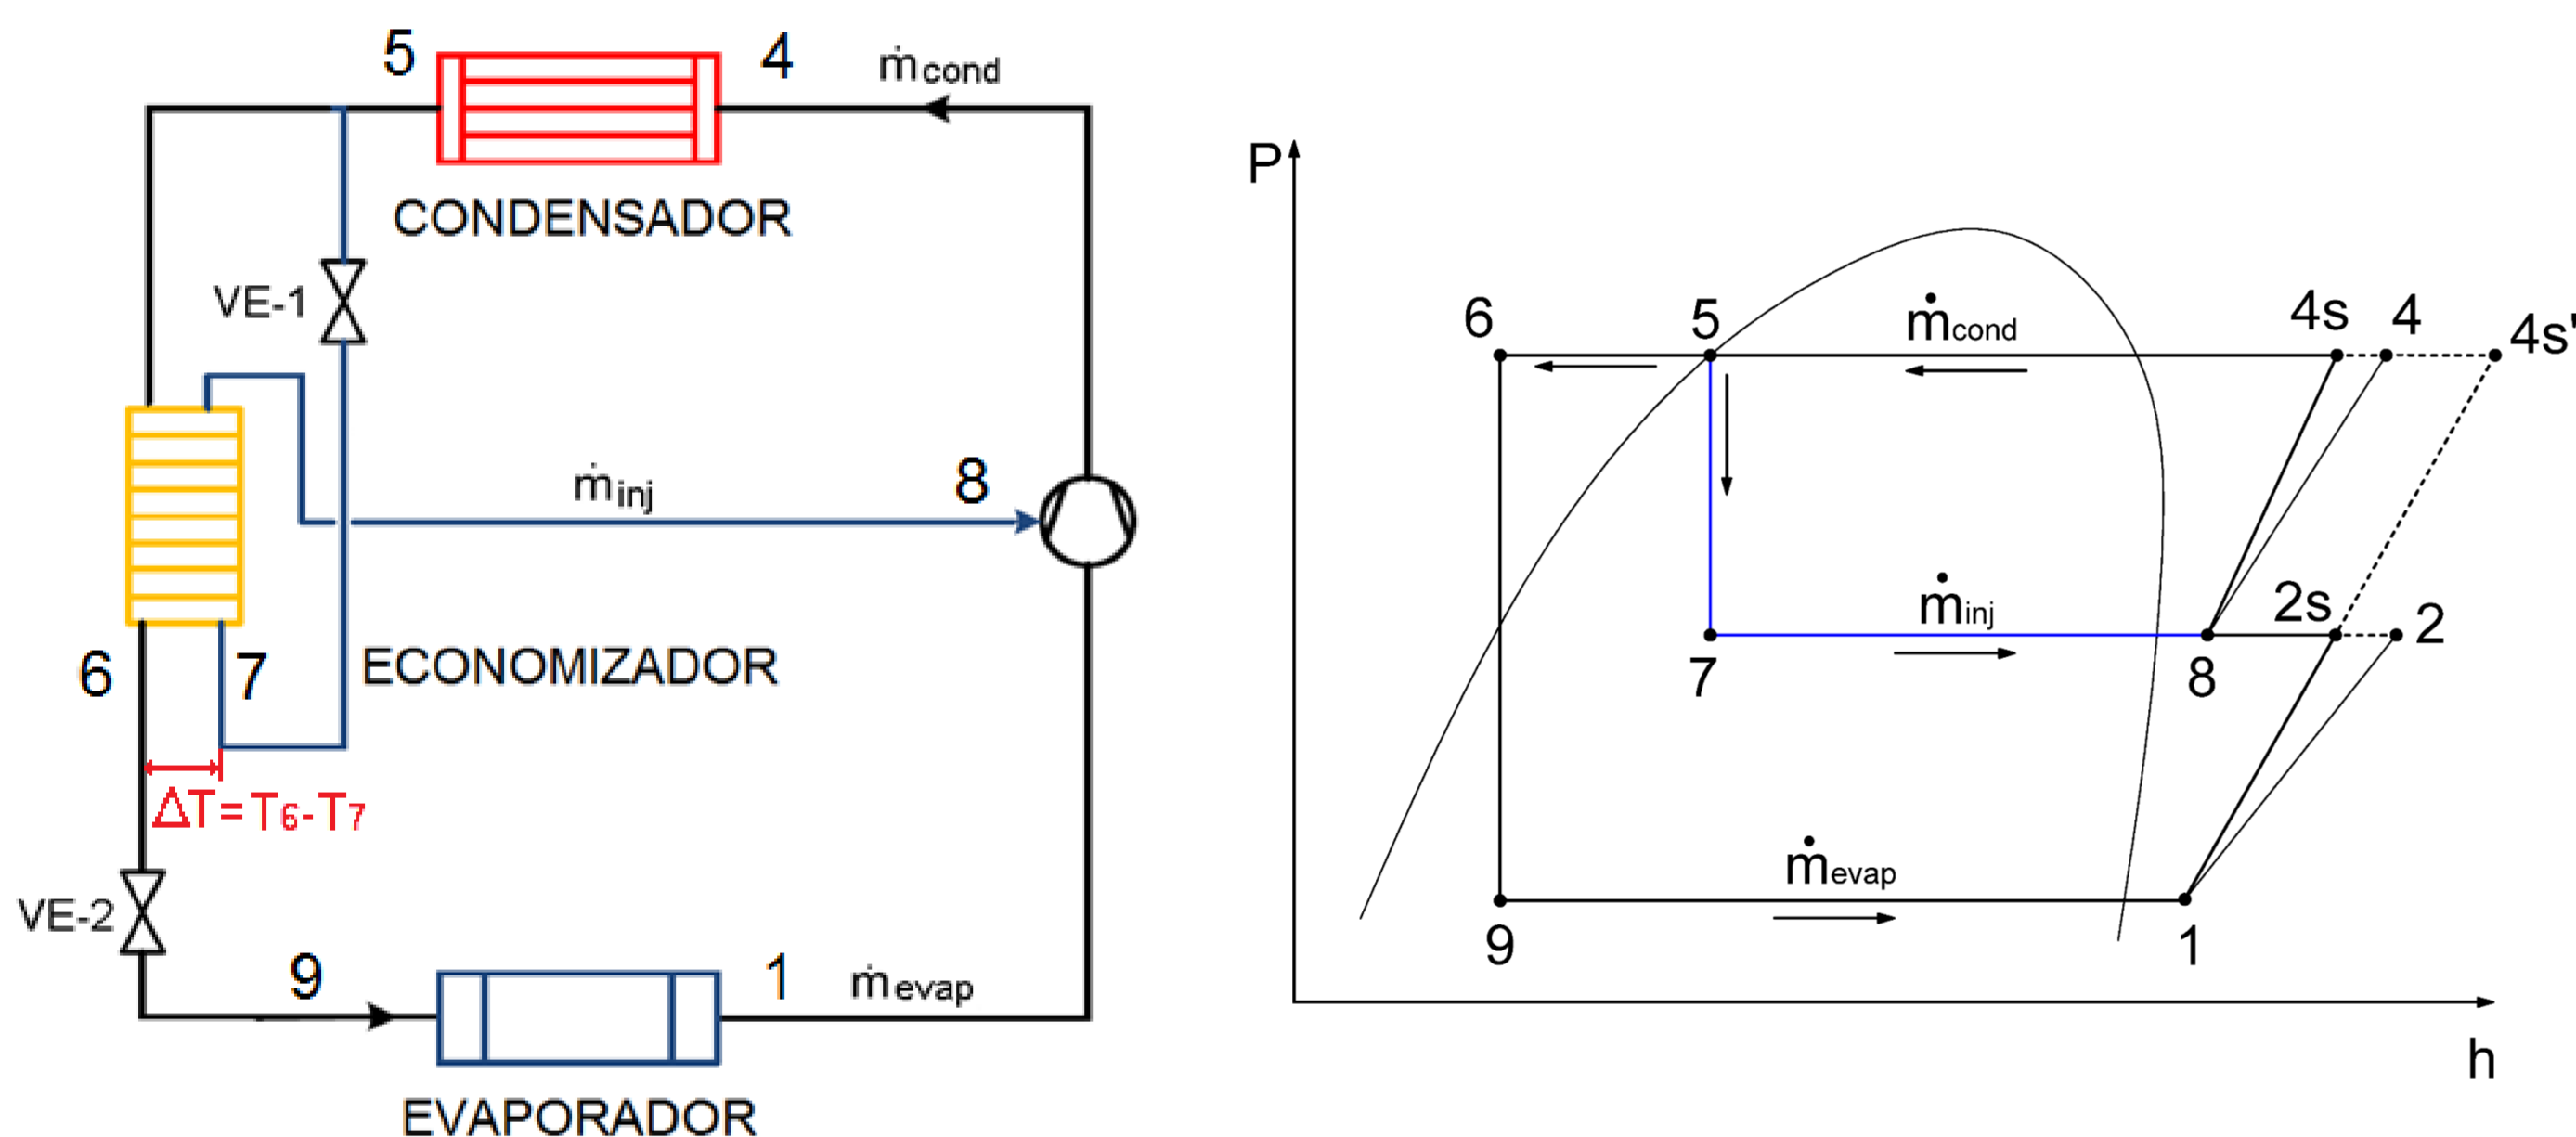 5
4
ṁcond
CONDENSADOR
VE-1
ṁinj
8
6
7
ECONOMIZADOR
ΔT=T6-T7
VE-2
9
1
ṁevap
EVAPORADOR
P
6
5
ṁcond
4s
4
4s'
ṁinj
2s
2
7
8
ṁevap
9
1
h